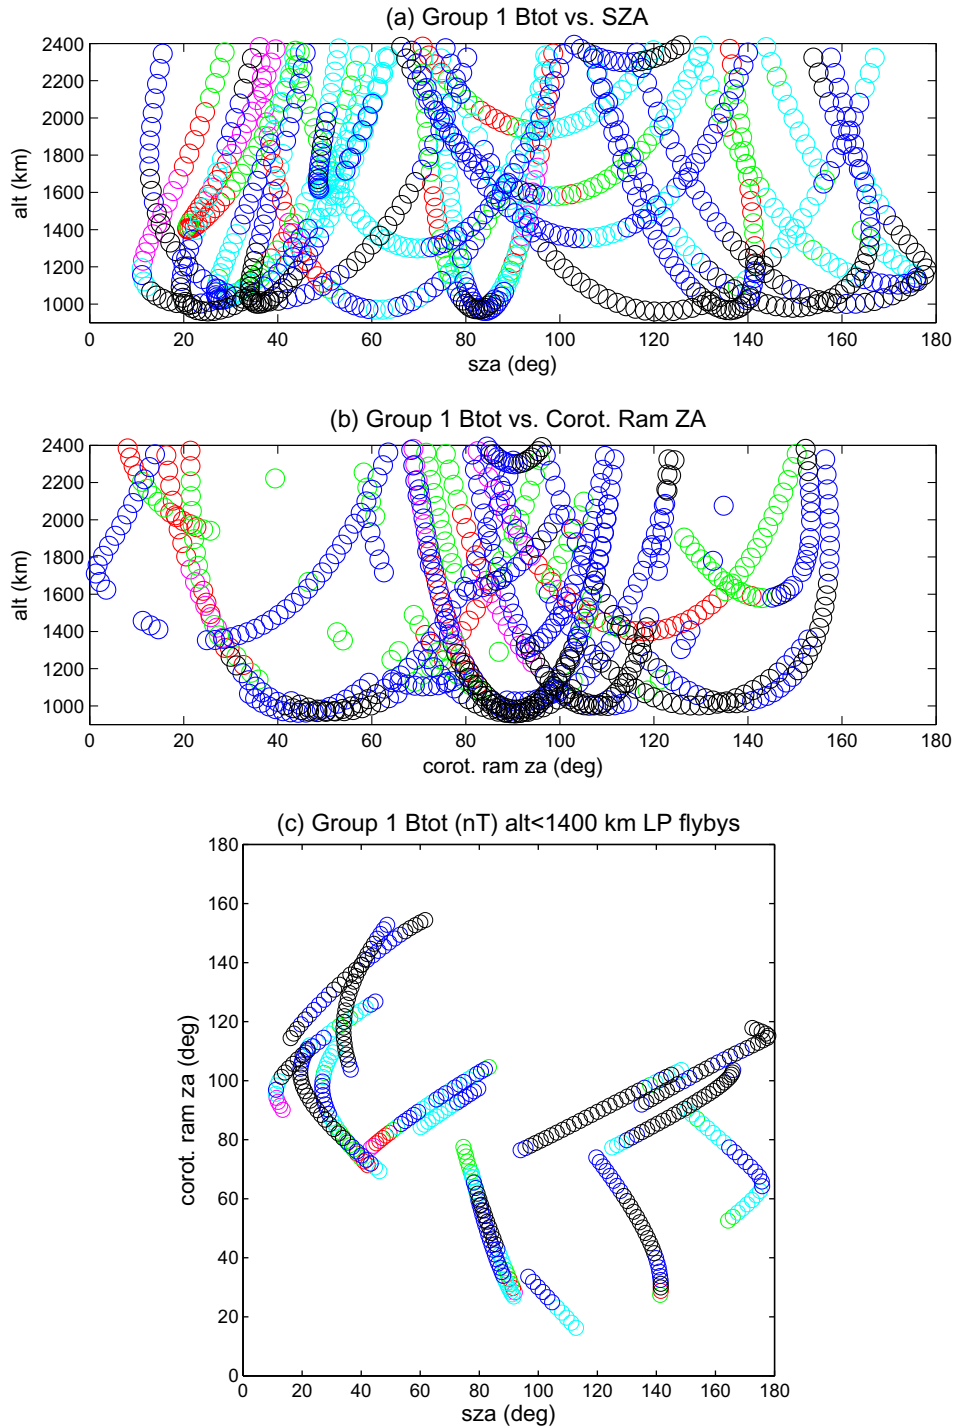 (a) Group 1 Btot vs. SZA
2400
2200
2000
1800
1600
1400
1200
1000
alt (km)
0 20 40 60 80 100 120 140 160 180
sza (deg)
(b) Group 1 Btot vs. Corot. Ram ZA
2400
2200
2000
1800
1600
1400
1200
1000
alt (km)
0 20 40 60 80 100 120 140 160 180
corot. ram za (deg)
(c) Group 1 Btot (nT) alt<1400 km LP flybys
180
160
140
120
100
80
60
40
20
0
corot. ram za (deg)
0 20 40 60 80 100 120 140 160 180
sza (deg)